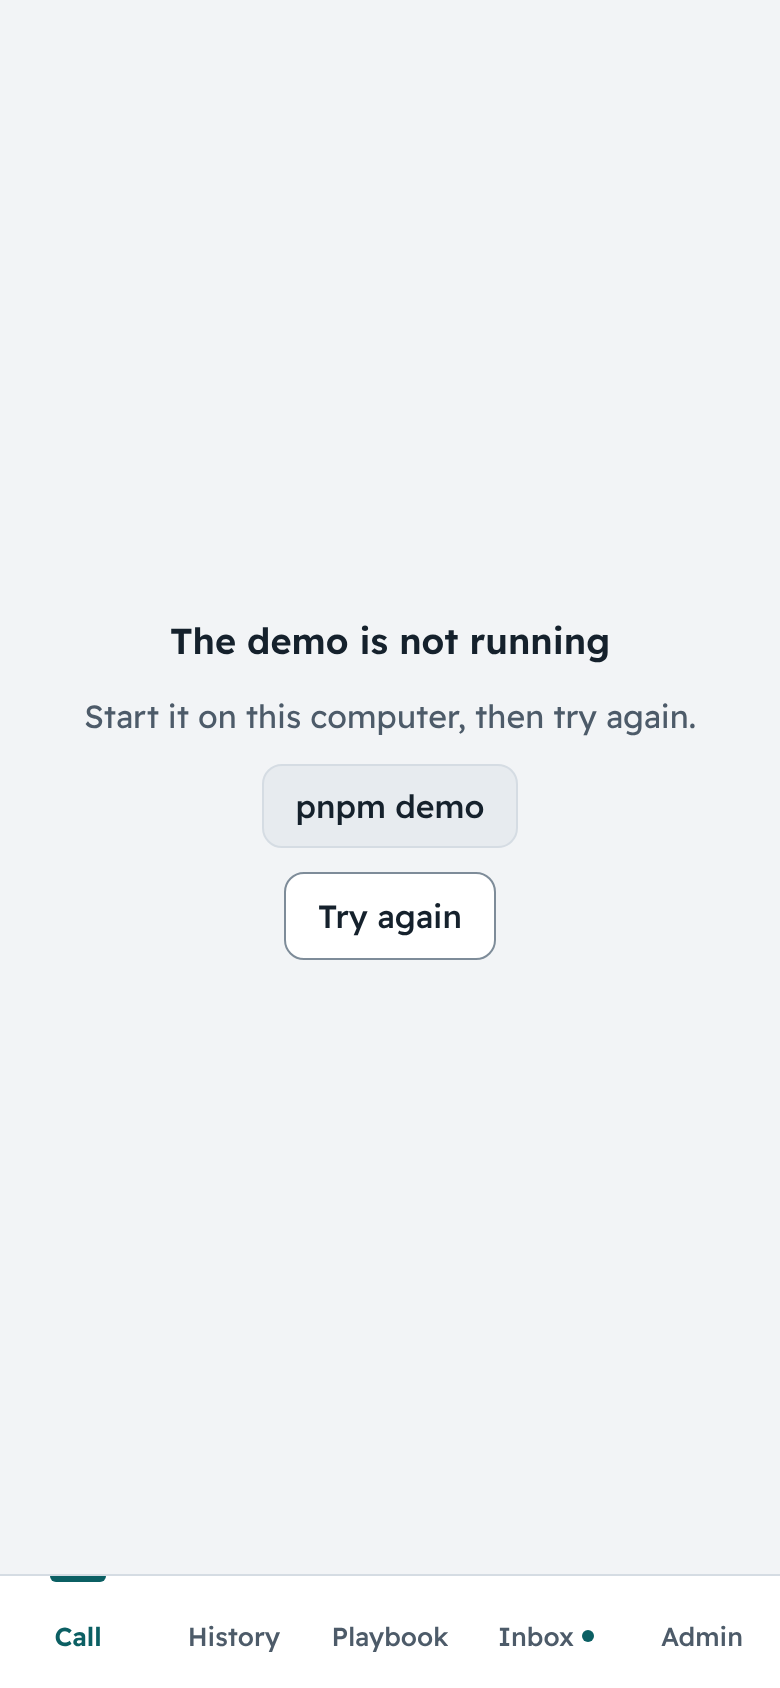 The demo is not running
Start it on this computer, then try again.
pnpm demo
Try again
Call History Playbook Inbox Admin